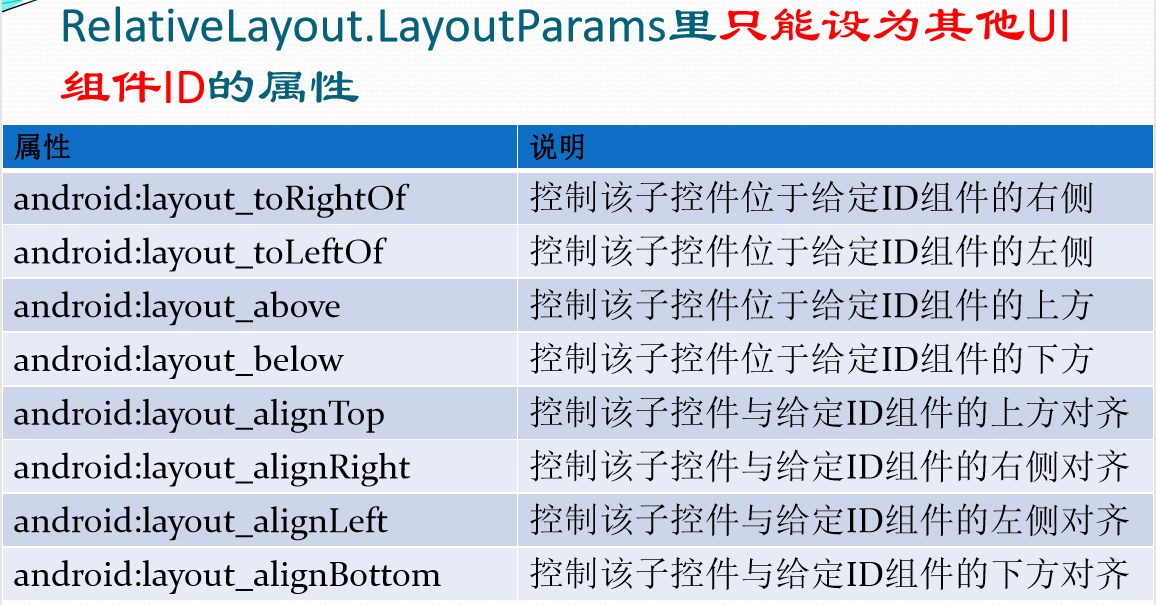 RelativeLayout.LayoutParams里只能设为其他UI
组件ID的属性
属性 说明
android:layout_toRightOf 控制该子控件位于给定ID组件的右侧
android:layout_toLeftOf 控制该子控件位于给定ID组件的左侧
android:layout_above 控制该子控件位于给定ID组件的上方
android:layout_below 控制该子控件位于给定ID组件的下方
android:layout_alignTop 控制该子控件与给定ID组件的上方对齐
android:layout_alignRight 控制该子控件与给定ID组件的右侧对齐
android:layout_alignLeft 控制该子控件与给定ID组件的左侧对齐
android:layout_alignBottom 控制该子控件与给定ID组件的下方对齐